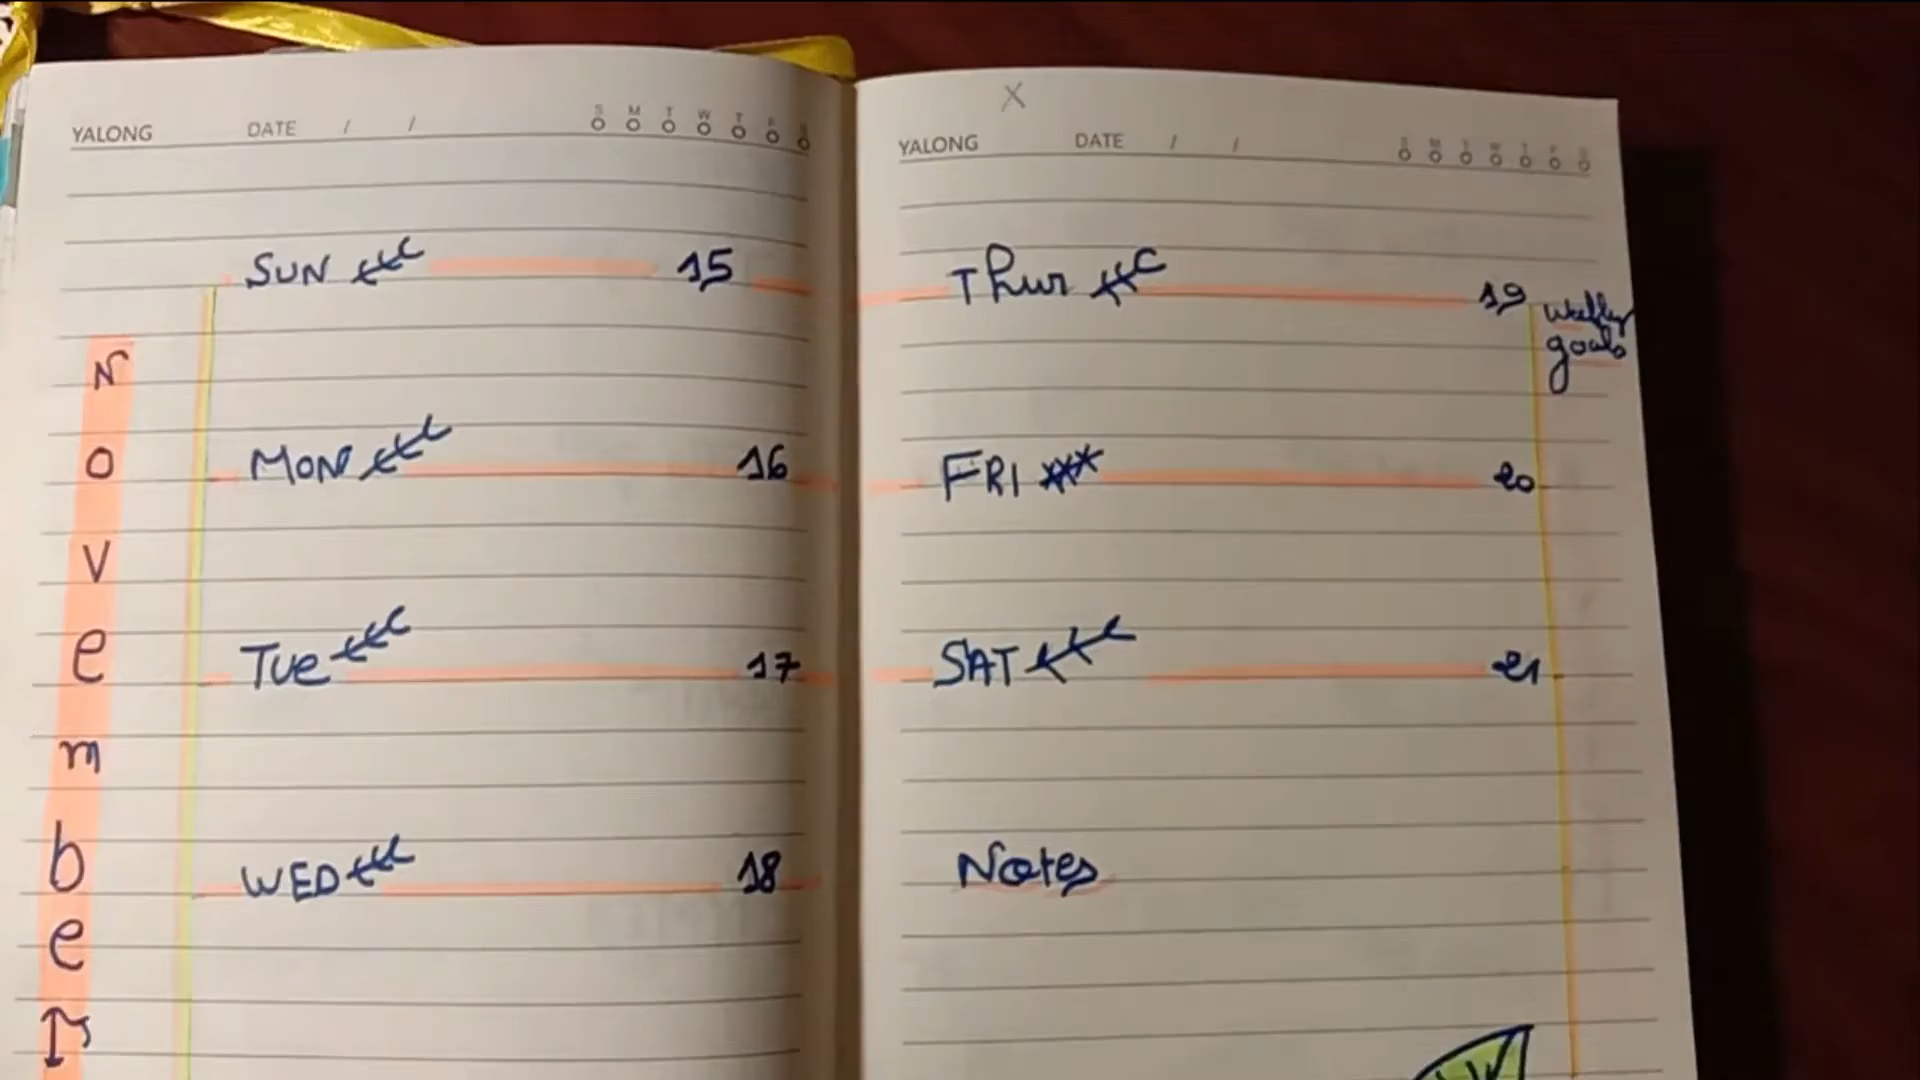 YALONG DATE / /
S M T W T F S
SUN 15
MON 16
TUe 17
WED 18
November
X
YALONG DATE / /
S M T W T F S
Thur 19
FRI 20
SAT 21
Notes
Weekly
goals